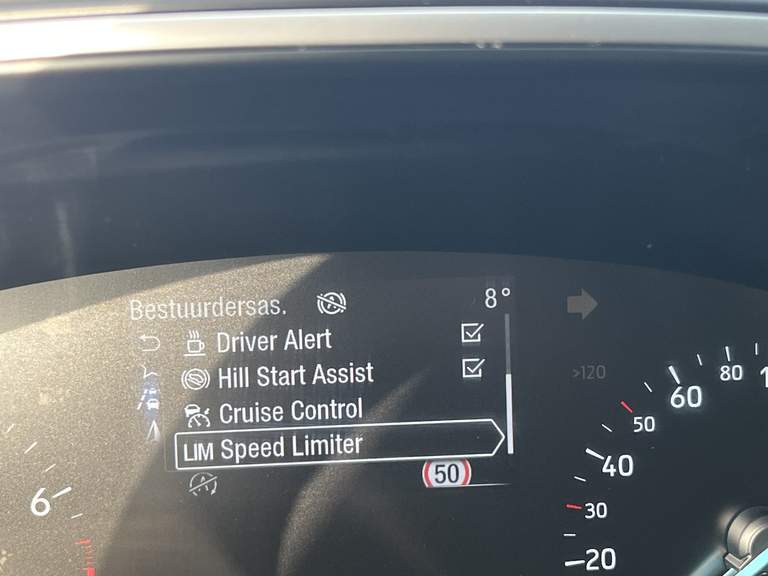 Bestuurdersas. 8°
Driver Alert
Hill Start Assist
Cruise Control
LIM Speed Limiter
50
>120
80
60
50
40
30
20
6